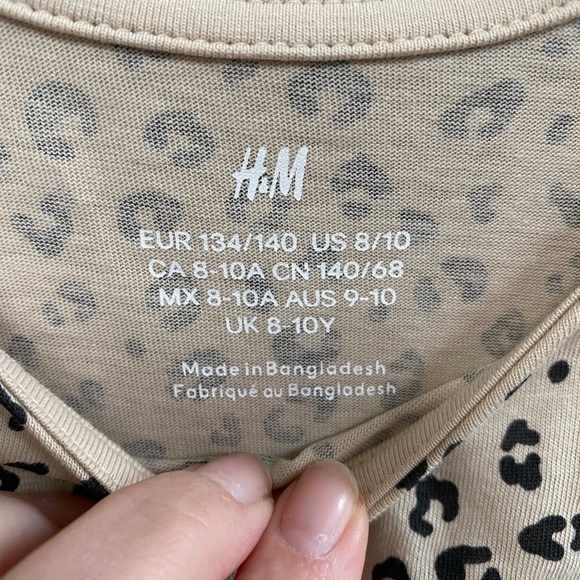 H&M
EUR 134/140 US 8/10
CA 8-10A CN 140/68
MX 8-10A AUS 9-10
UK 8-10Y
Made in Bangladesh
Fabriqué au Bangladesh